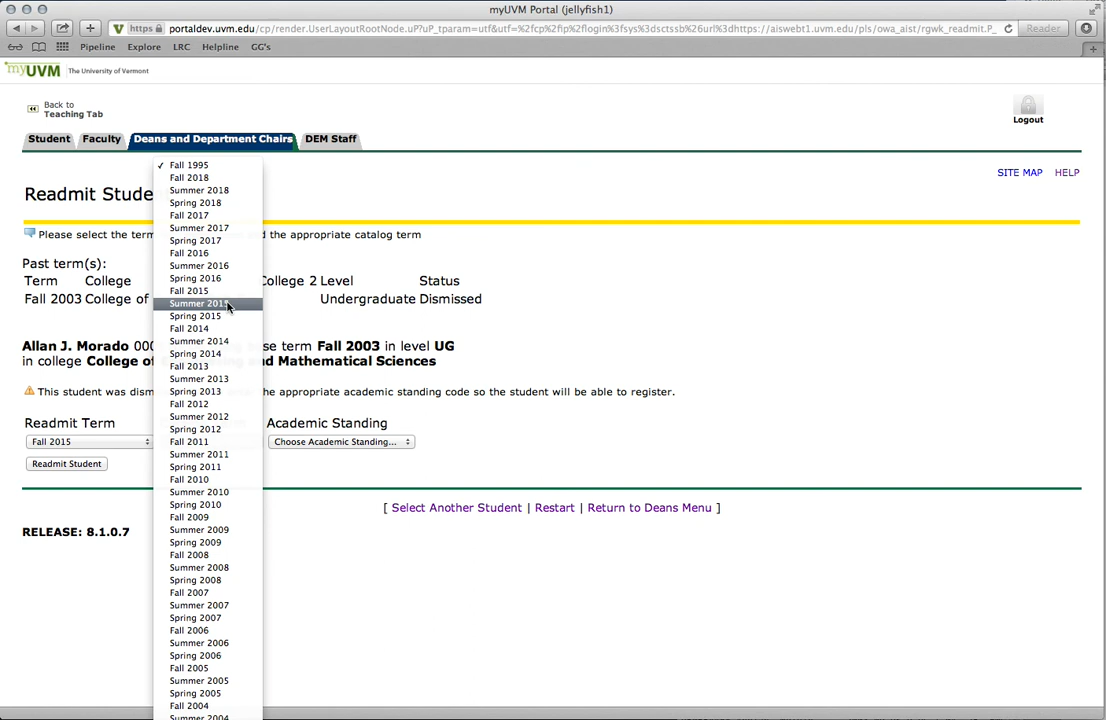 myUVM Portal (jellyfish1)
https portaldev.uvm.edu/cp/render.UserLayoutRootNode.uP?uP_tparam=utf&utf=%2fcp%2fip%2flogin%3fsys%3dsctssb%26url%3dhttps://aiswebt1.uvm.edu/pls/owa_aist/rgwk_readmit.P_
Reader
Pipeline Explore LRC Helpline GG's
myUVM The University of Vermont
Back to
Teaching Tab
Logout
Student Faculty Deans and Department Chairs DEM Staff
SITE MAP HELP
Readmit Stude
Please select the term and the appropriate catalog term
Past term(s):
Term College College 2 Level Status
Fall 2003 College of Undergraduate Dismissed
Allan J. Morado 000 base term Fall 2003 in level UG
in college College of d Mathematical Sciences
This student was dism the appropriate academic standing code so the student will be able to register.
Readmit Term Academic Standing
Fall 2015 Choose Academic Standing...
Readmit Student
[ Select Another Student | Restart | Return to Deans Menu ]
RELEASE: 8.1.0.7
✓ Fall 1995
Fall 2018
Summer 2018
Spring 2018
Fall 2017
Summer 2017
Spring 2017
Fall 2016
Summer 2016
Spring 2016
Fall 2015
Summer 2015
Spring 2015
Fall 2014
Summer 2014
Spring 2014
Fall 2013
Summer 2013
Spring 2013
Fall 2012
Summer 2012
Spring 2012
Fall 2011
Summer 2011
Spring 2011
Fall 2010
Summer 2010
Spring 2010
Fall 2009
Summer 2009
Spring 2009
Fall 2008
Summer 2008
Spring 2008
Fall 2007
Summer 2007
Spring 2007
Fall 2006
Summer 2006
Spring 2006
Fall 2005
Summer 2005
Spring 2005
Fall 2004
Summer 2004